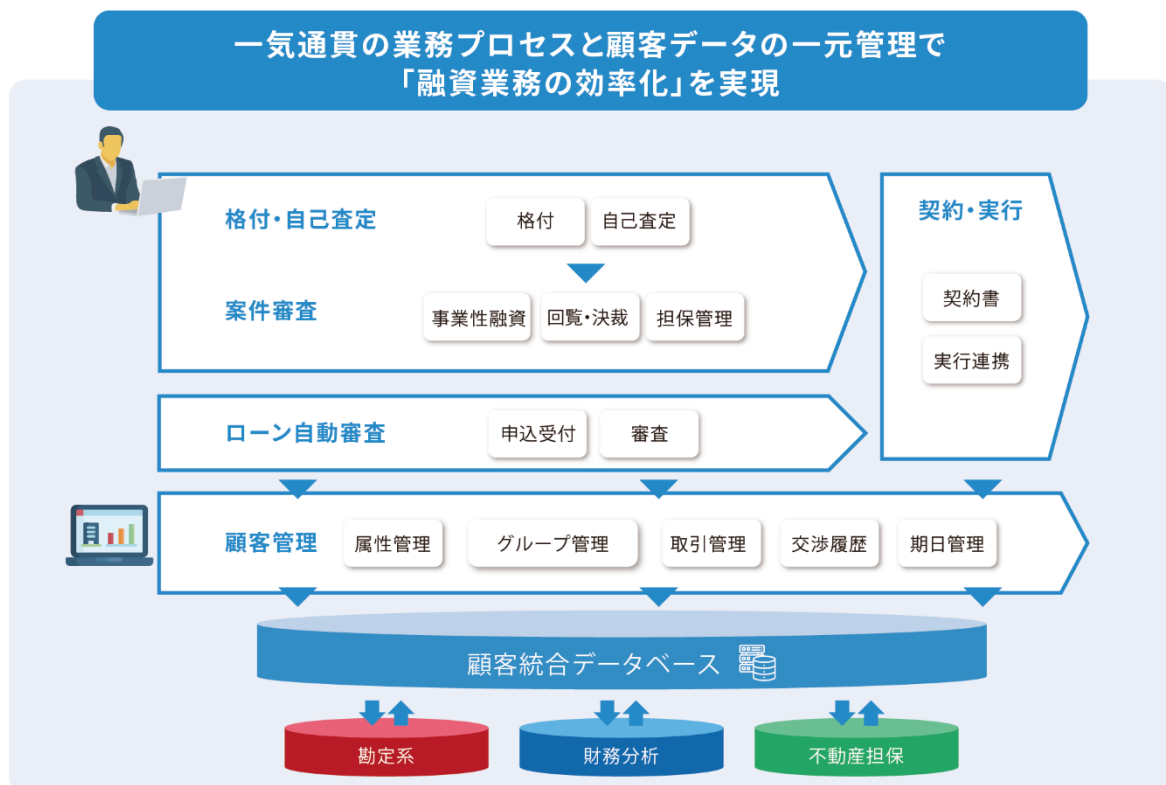 一気通貫の業務プロセスと顧客データの一元管理で
「融資業務の効率化」を実現
格付・自己査定
格付
自己査定
案件審査
事業性融資
回覧・決裁
担保管理
契約・実行
契約書
実行連携
ローン自動審査
申込受付
審査
顧客管理
属性管理
グループ管理
取引管理
交渉履歴
期日管理
顧客統合データベース
勘定系
財務分析
不動産担保